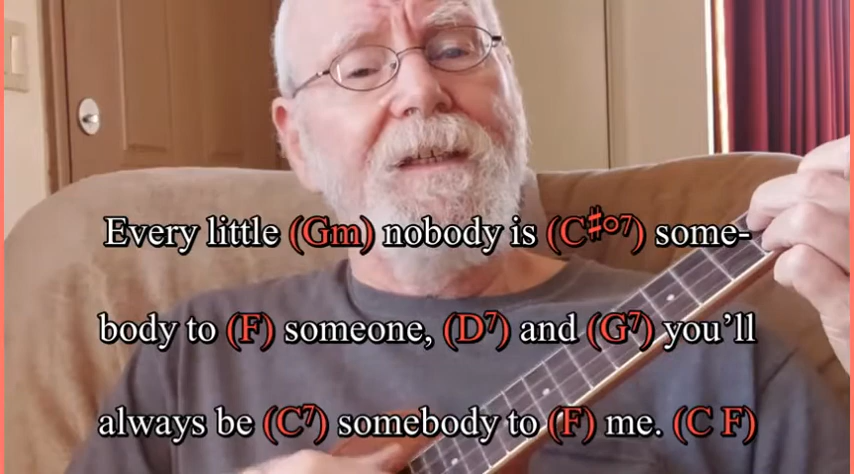 Every little (Gm) nobody is (C♯°7) some-
body to (F) someone, (D7) and (G7) you’ll
always be (C7) somebody to (F) me. (C F)